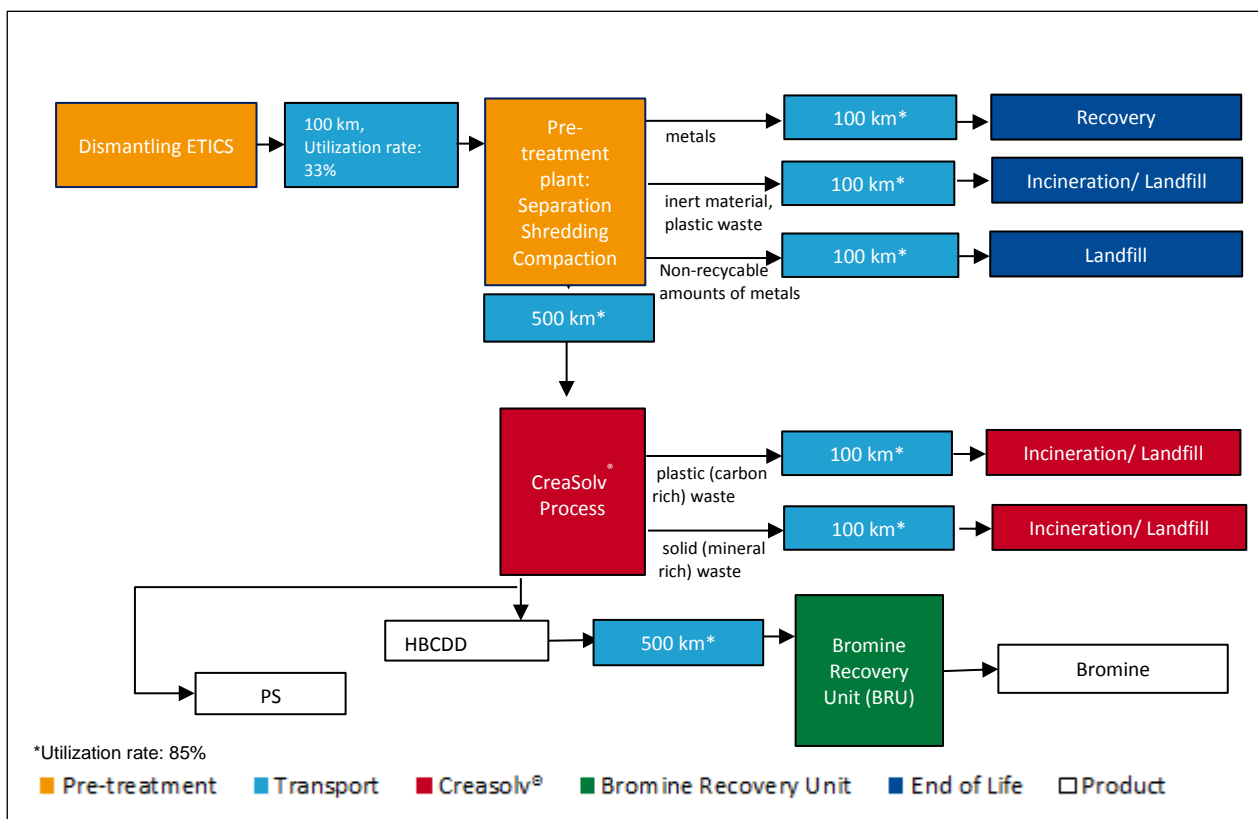 Dismantling ETICS
100 km,
Utilization rate:
33%
Pre-
treatment
plant:
Separation
Shredding
Compaction
metals
100 km*
Recovery
inert material,
plastic waste
100 km*
Incineration/ Landfill
Non-recycable
amounts of metals
100 km*
Landfill
500 km*
CreaSolv®
Process
plastic (carbon
rich) waste
100 km*
Incineration/ Landfill
solid (mineral
rich) waste
100 km*
Incineration/ Landfill
HBCDD
500 km*
Bromine
Recovery
Unit (BRU)
Bromine
PS
*Utilization rate: 85%
Pre-treatment Transport Creasolv® Bromine Recovery Unit End of Life Product